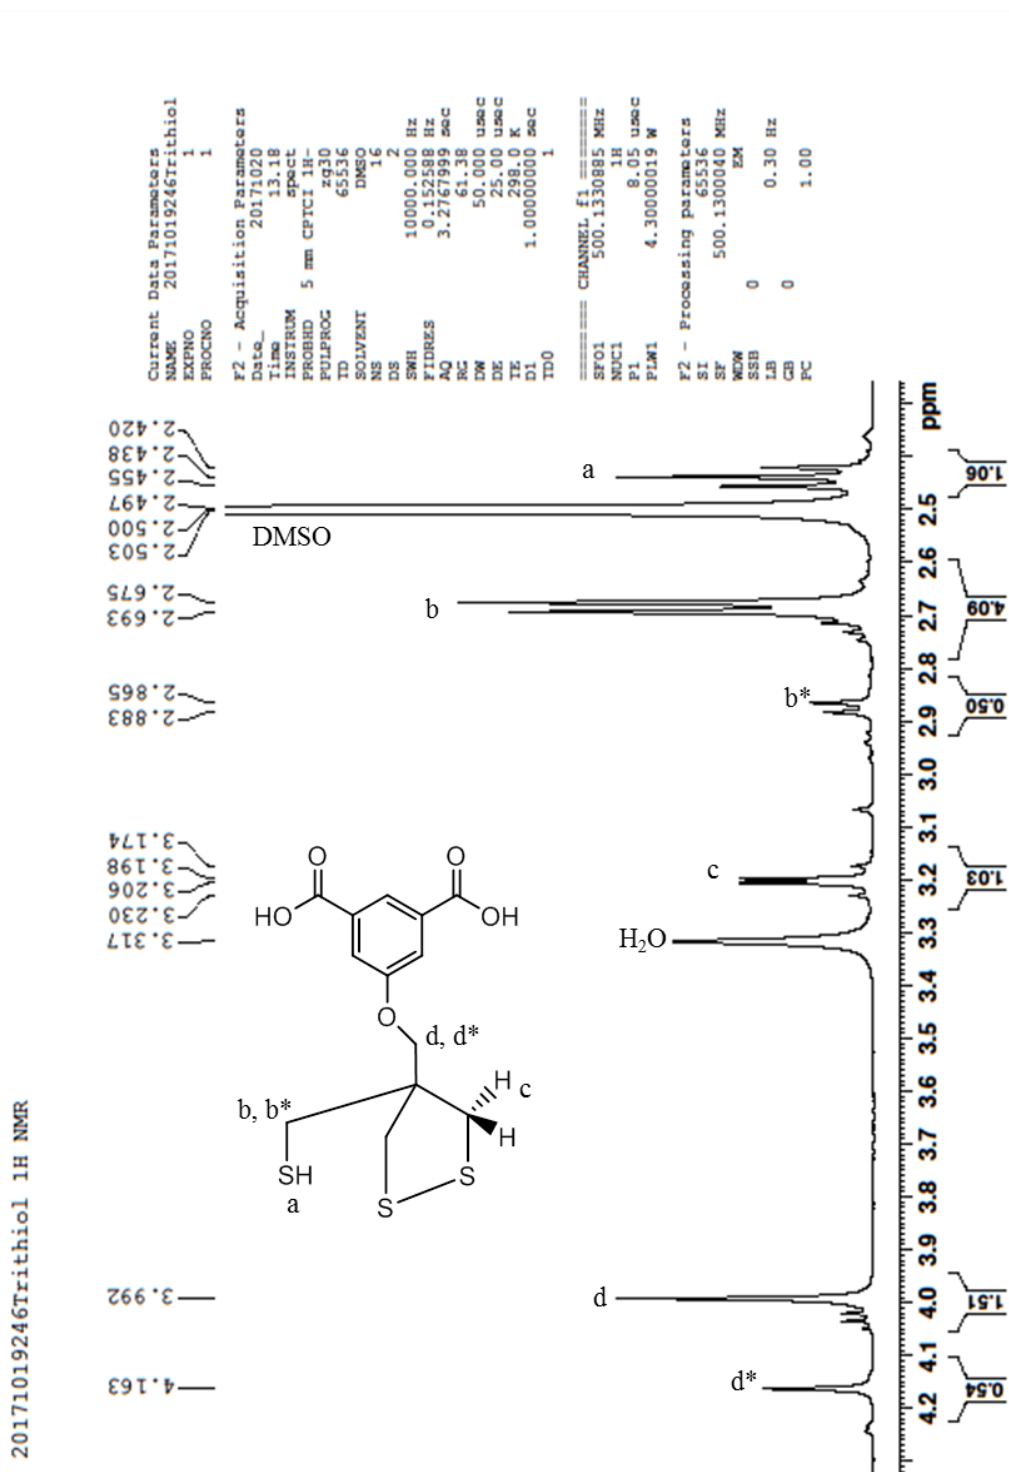 20171019246Trithiol 1H NMR
Current Data Parameters
NAME 20171019246Trithiol
EXPNO 1
PROCNO 1
F2 - Acquisition Parameters
Date_ 20171020
Time 13.18
INSTRUM spect
PROBHD 5 mm CPTCI 1H-
PULPROG zg30
TD 65536
SOLVENT DMSO
NS 16
DS 2
SWH 10000.000 Hz
FIDRES 0.152588 Hz
AQ 3.2767999 sec
RG 61.38
DW 50.000 usec
DE 25.00 usec
TE 298.0 K
D1 1.00000000 sec
TD0 1
======== CHANNEL f1 ========
SFO1 500.1330885 MHz
NUC1 1H
P1 8.05 usec
PLW1 4.30000019 W
F2 - Processing parameters
SI 65536
SF 500.1300040 MHz
WDW EM
SSB 0
LB 0.30 Hz
GB 0
PC 1.00
2.420
2.438
2.455
2.497
2.500
2.503
2.675
2.693
2.865
2.883
3.174
3.198
3.206
3.230
3.317
3.992
4.163
a
DMSO
b
b*
c
H₂O
d
d*
O
O
HO
OH
O
d, d*
H c
H
b, b*
SH
a
S
S
ppm
2.5
2.6
2.7
2.8
2.9
3.0
3.1
3.2
3.3
3.4
3.5
3.6
3.7
3.8
3.9
4.0
4.1
4.2
1.06
4.09
0.50
1.03
1.51
0.54